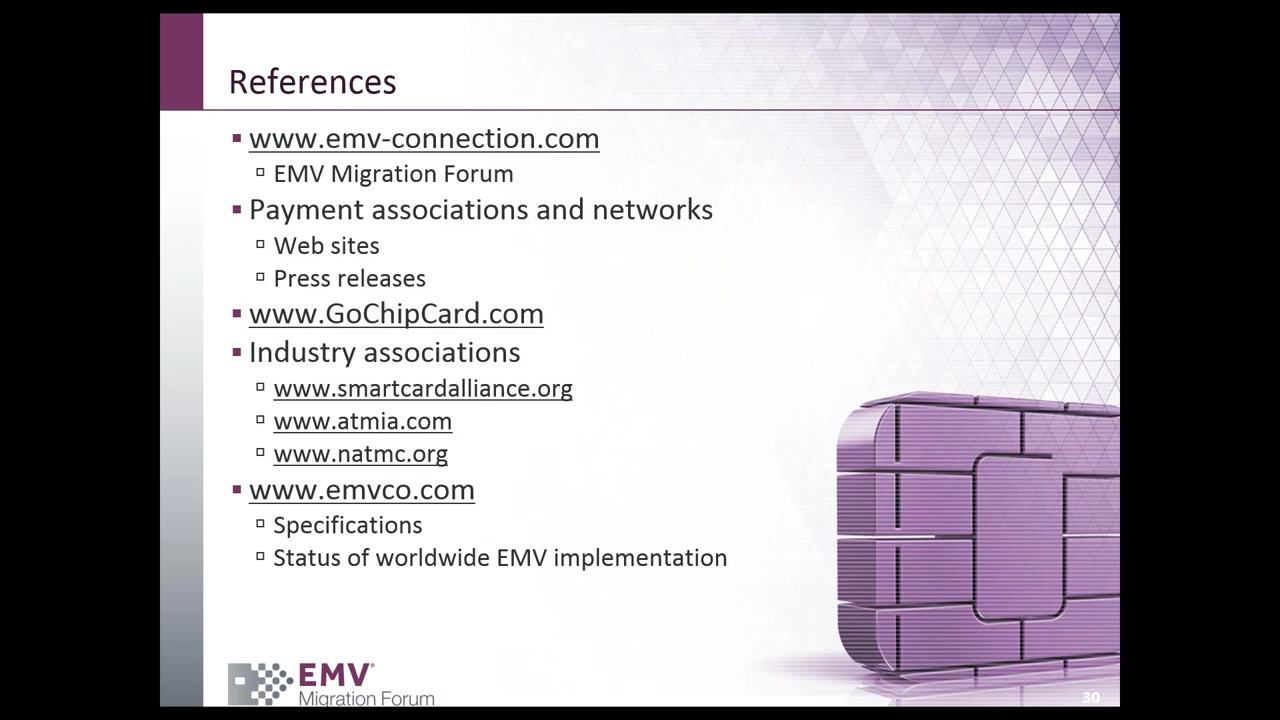 References
www.emv-connection.com
EMV Migration Forum
Payment associations and networks
Web sites
Press releases
www.GoChipCard.com
Industry associations
www.smartcardalliance.org
www.atmia.com
www.natmc.org
www.emvco.com
Specifications
Status of worldwide EMV implementation
EMV®
Migration Forum
30